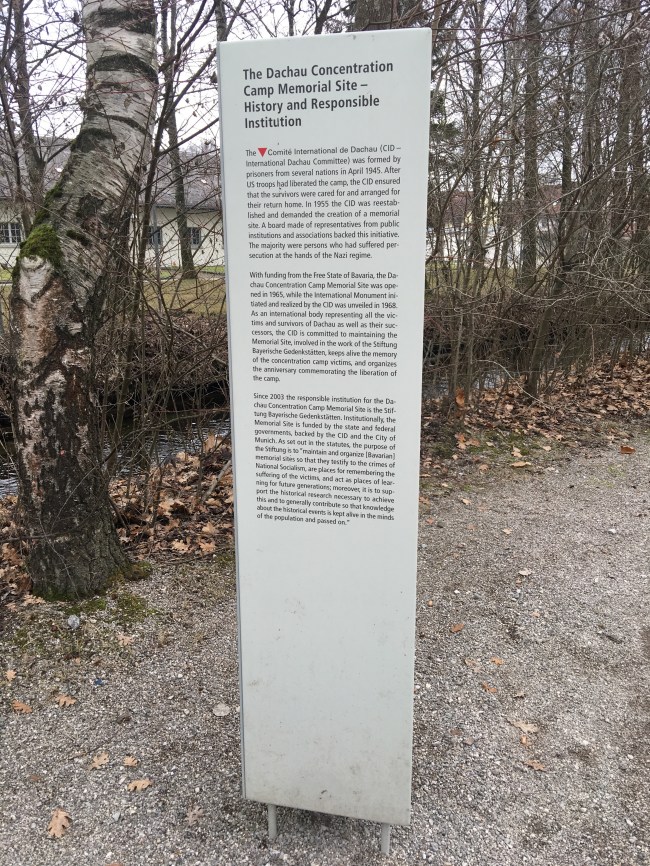 The Dachau Concentration
Camp Memorial Site –
History and Responsible
Institution
The Comité International de Dachau (CID –
International Dachau Committee) was formed by
prisoners from several nations in April 1945. After
US troops had liberated the camp, the CID ensured
that the survivors were cared for and arranged for
their return home. In 1955 the CID was reestab-
lished and demanded the creation of a memorial
site. A board made of representatives from public
institutions and associations backed this initiative.
The majority were persons who had suffered per-
secution at the hands of the Nazi regime.
With funding from the Free State of Bavaria, the Da-
chau Concentration Camp Memorial Site was ope-
ned in 1965, while the International Monument ini-
tiated and realized by the CID was unveiled in 1968.
As an international body representing all the vic-
tims and survivors of Dachau as well as their suc-
cessors, the CID is committed to maintaining the
Memorial Site, involved in the work of the Stiftung
Bayerische Gedenkstätten, keeps alive the memory
of the concentration camp victims, and organizes
the anniversary commemorating the liberation of
the camp.
Since 2003 the responsible institution for the Da-
chau Concentration Camp Memorial Site is the Stif-
tung Bayerische Gedenkstätten. Institutionally, the
Memorial Site is funded by the state and federal
governments, backed by the CID and the City of
Munich. As set out in the statutes, the purpose of
the Stiftung is to "maintain and organize [Bavarian]
memorial sites so that they testify to the crimes of
National Socialism, are places for remembering the
suffering of the victims, and act as places of lear-
ning for future generations; moreover, it is to sup-
port the historical research necessary to achieve
this and to generally contribute so that knowledge
about the historical events is kept alive in the minds
of the population and passed on."